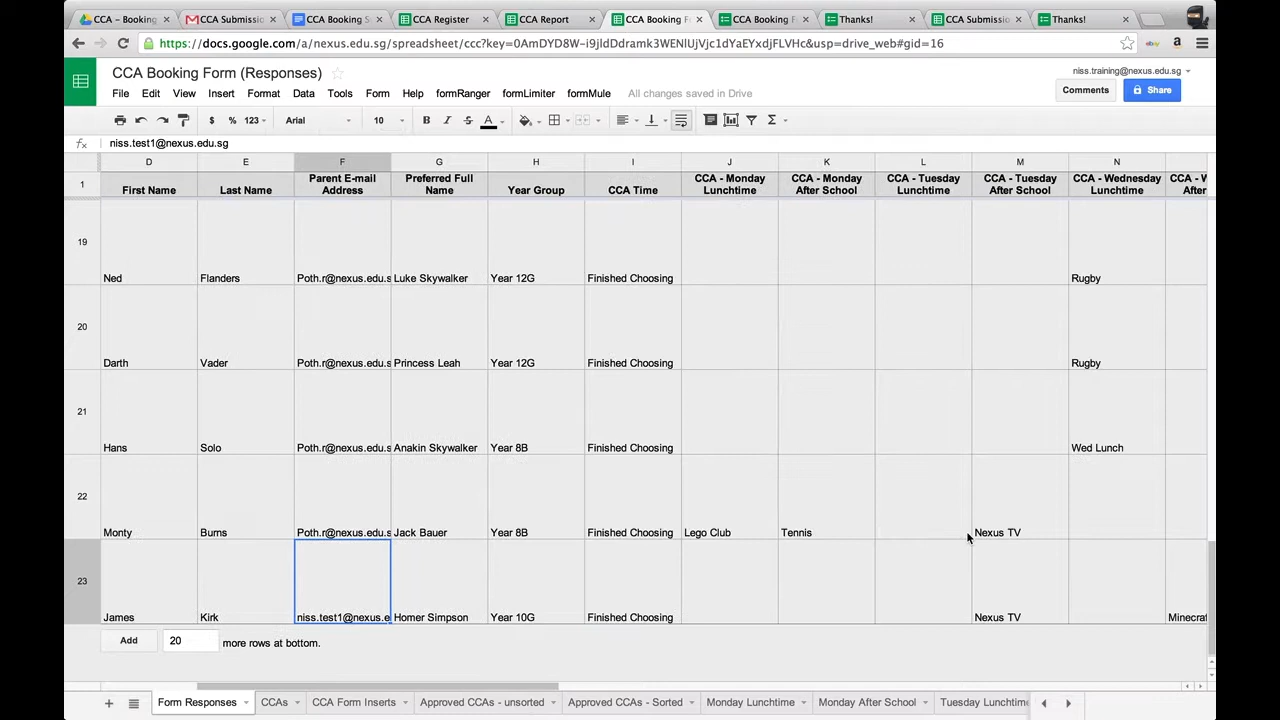 CCA – Booking
CCA Submissio
CCA Booking S
CCA Register
CCA Report
CCA Booking Fo
CCA Booking
Thanks!
CCA Submissio
Thanks!
https://docs.google.com/a/nexus.edu.sg/spreadsheet/ccc?key=0AmDYD8W-i9jldDdramk3WENlUjVjc1dYaEYxdjFLVHc&usp=drive_web#gid=16
ebay
CCA Booking Form (Responses)
niss.training@nexus.edu.sg
File Edit View Insert Format Data Tools Form Help formRanger formLimiter formMule All changes saved in Drive
Comments Share
$ % 123 Arial 10 B I S A Σ
fx niss.test1@nexus.edu.sg
D E F G H I J K L M N
1 First Name Last Name Parent E-mail Address Preferred Full Name Year Group CCA Time CCA - Monday Lunchtime CCA - Monday After School CCA - Tuesday Lunchtime CCA - Tuesday After School CCA - Wednesday Lunchtime CCA - W After
19 Ned Flanders Poth.r@nexus.edu.s Luke Skywalker Year 12G Finished Choosing Rugby
20 Darth Vader Poth.r@nexus.edu.s Princess Leah Year 12G Finished Choosing Rugby
21 Hans Solo Poth.r@nexus.edu.s Anakin Skywalker Year 8B Finished Choosing Wed Lunch
22 Monty Burns Poth.r@nexus.edu.s Jack Bauer Year 8B Finished Choosing Lego Club Tennis Nexus TV
23 James Kirk niss.test1@nexus.e Homer Simpson Year 10G Finished Choosing Nexus TV Minecraf
Add 20 more rows at bottom.
Form Responses CCAs CCA Form Inserts Approved CCAs - unsorted Approved CCAs - Sorted Monday Lunchtime Monday After School Tuesday Lunchtime